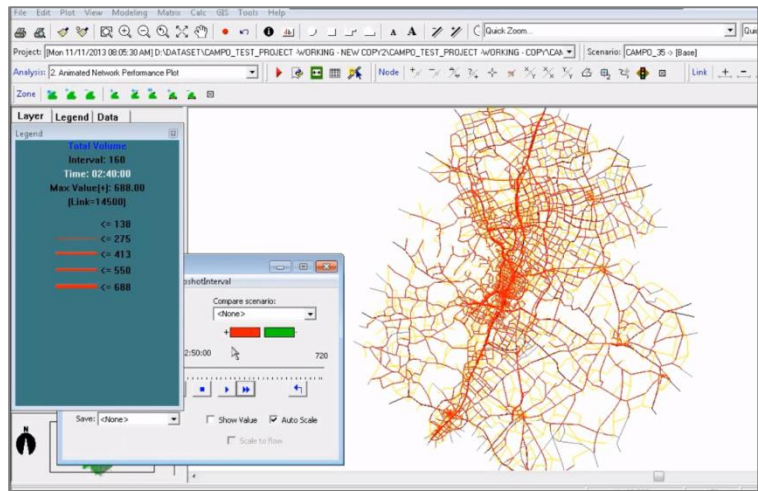 File Edit Plot View Modeling Matrix Calc GIS Tools Help
A A Quick Zoom... Qui
Project: [Mon 11/11/2013 08:05:30 AM] D:\DATASET\CAMPO_TEST_PROJECT -WORKING - NEW COPY2\CAMPO_TEST_PROJECT -WORKING - COPY\CAN Scenario: CAMPO_35 -> [Base]
Analysis: 2. Animated Network Performance Plot Node Link
Zone
Layer Legend Data
Legend
Total Volume
Interval: 160
Time: 02:40:00
Max Value(+): 688.00
(Link=14500)
<= 138
<= 275
<= 413
<= 550
<= 688
pshotInterval
Compare scenario:
<None>
+ -
2:50:00 720
Save: <None> Show Value Auto Scale
Scale to flow
N